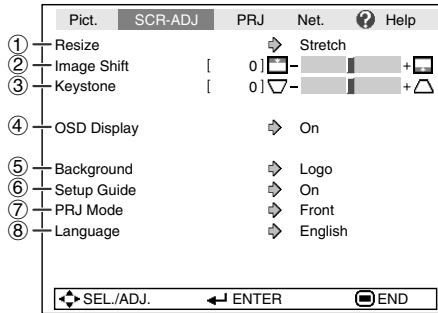 Pict. SCR-ADJ PRJ Net. ? Help
① Resize Stretch
② Image Shift [ 0 ] − +
③ Keystone [ 0 ] − +
④ OSD Display On
⑤ Background Logo
⑥ Setup Guide On
⑦ PRJ Mode Front
⑧ Language English
SEL./ADJ. ENTER END